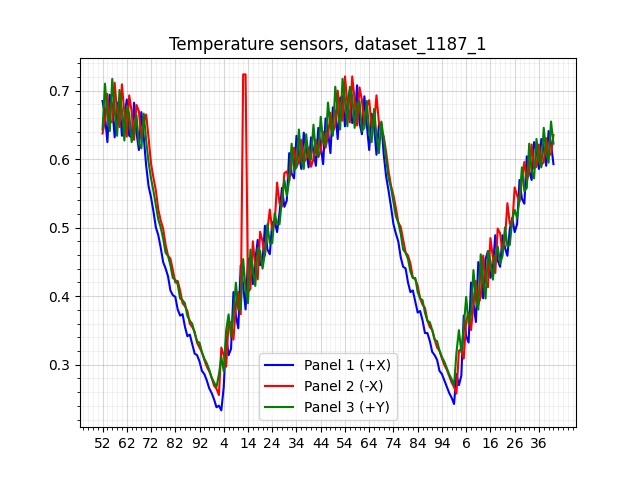 Temperature sensors, dataset_1187_1
0.7
0.6
0.5
0.4
0.3
Panel 1 (+X)
Panel 2 (-X)
Panel 3 (+Y)
52 62 72 82 92 4 14 24 34 44 54 64 74 84 94 6 16 26 36